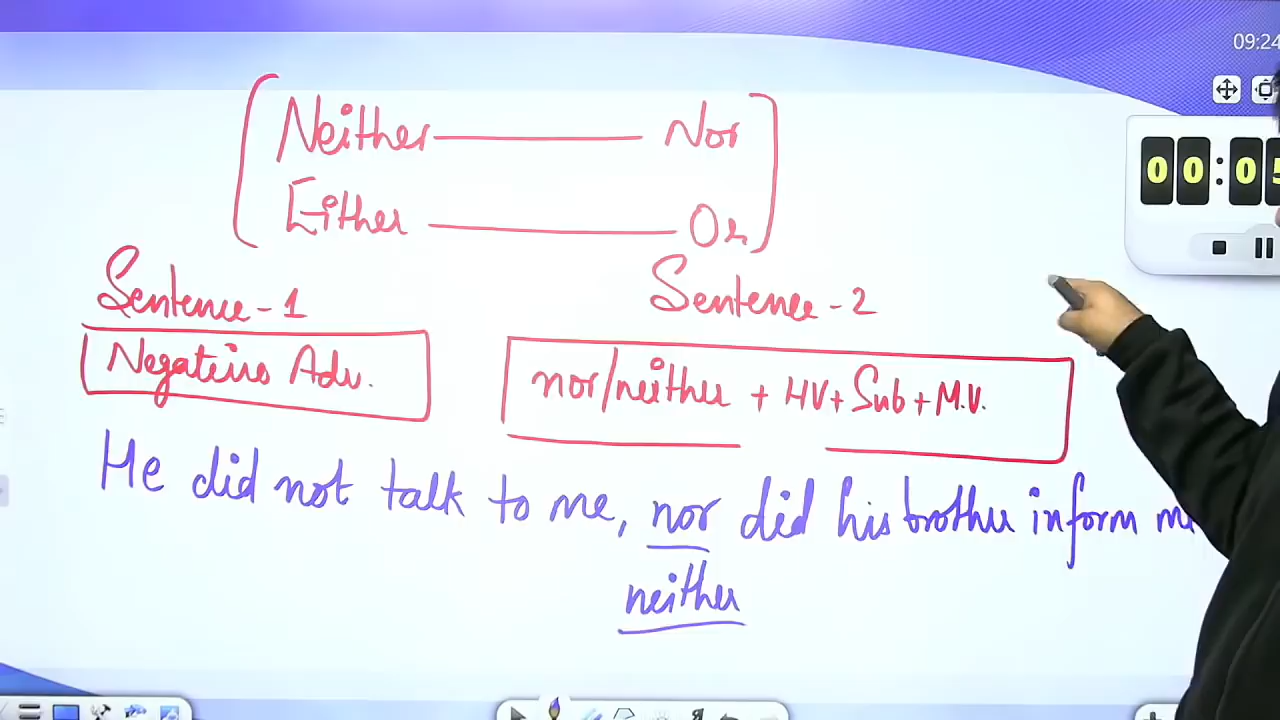 09:24
Neither — Nor
00:05
Either — Or
Sentence-1 Sentence-2
Negative Adv. nor/neither + HV+ Sub + M.V.
He did not talk to me, nor did his brother inform
neither